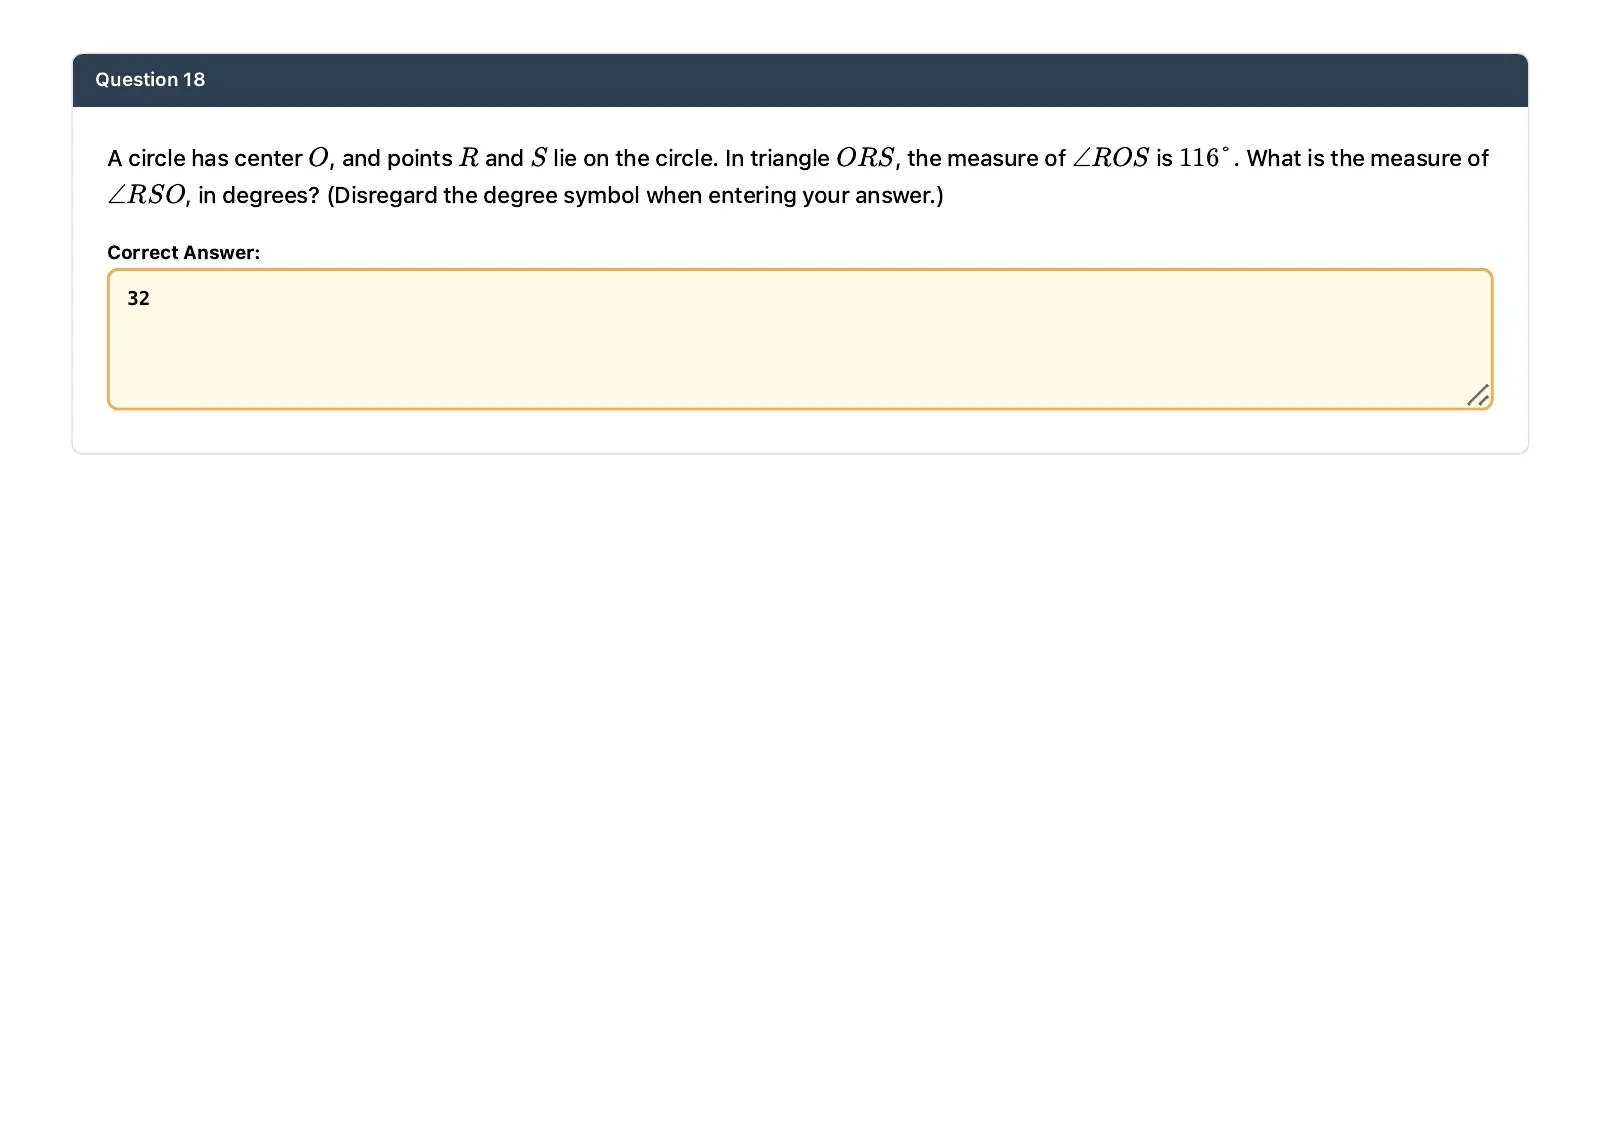 Question 18
A circle has center O, and points R and S lie on the circle. In triangle ORS, the measure of ∠ROS is 116°. What is the measure of
∠RSO, in degrees? (Disregard the degree symbol when entering your answer.)
Correct Answer:
32